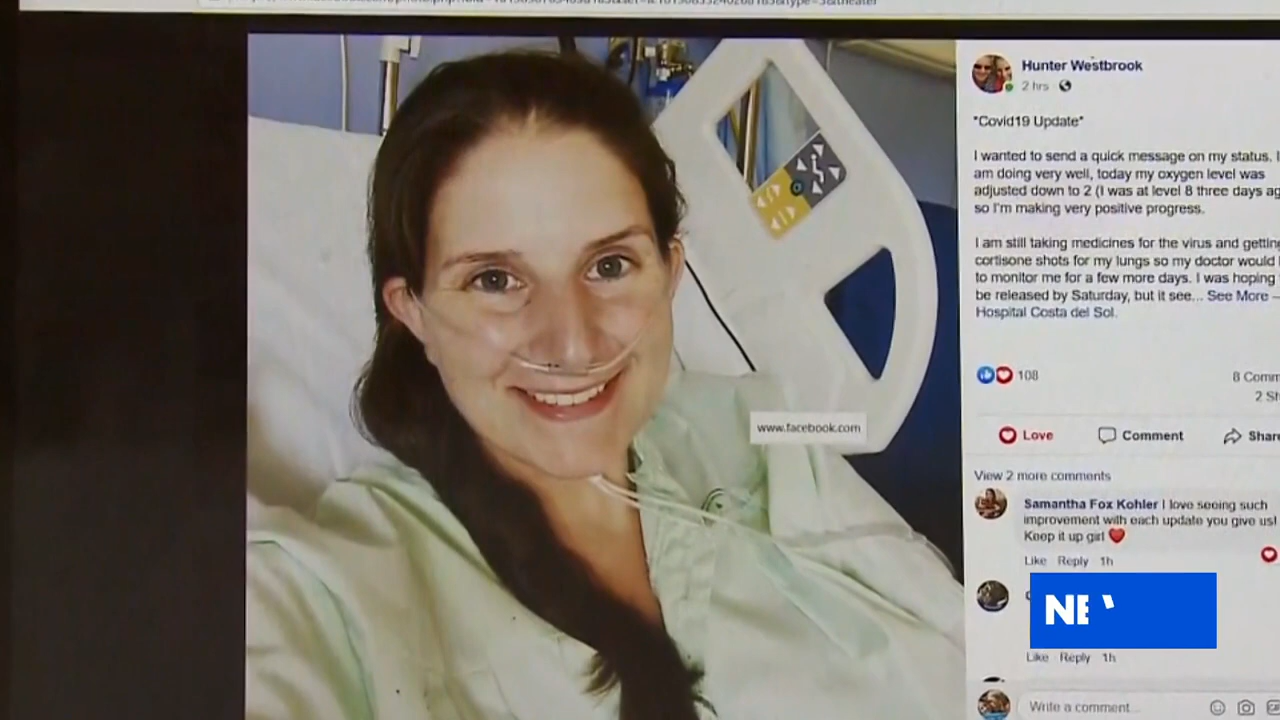 Hunter Westbrook
2 hrs
"Covid19 Update"
I wanted to send a quick message on my status. I
am doing very well, today my oxygen level was
adjusted down to 2 (I was at level 8 three days ag
so I'm making very positive progress.
I am still taking medicines for the virus and getting
cortisone shots for my lungs so my doctor would l
to monitor me for a few more days. I was hoping
be released by Saturday, but it see... See More –
Hospital Costa del Sol.
108
8 Comm
2 Sh
Love Comment Share
www.facebook.com
View 2 more comments
Samantha Fox Kohler I love seeing such
improvement with each update you give us!
Keep it up girl
Like Reply 1h
NE
Like Reply 1h
Write a comment...